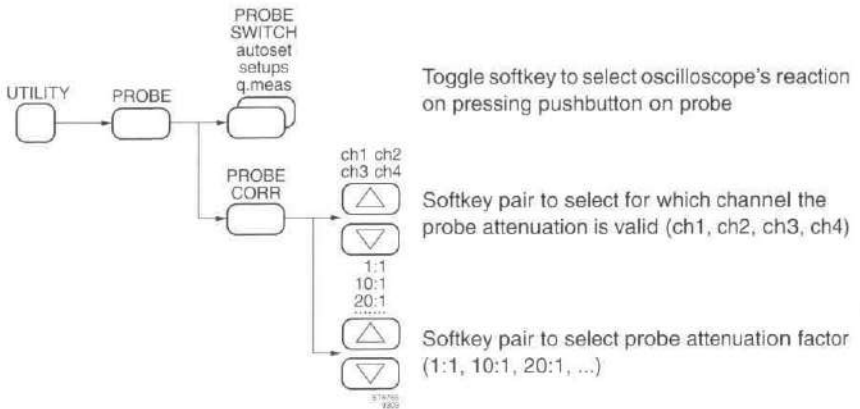 PROBE
SWITCH
autoset
setups
q.meas
Toggle softkey to select oscilloscope's reaction
on pressing pushbutton on probe
UTILITY
PROBE
PROBE
CORR
ch1 ch2
ch3 ch4
Softkey pair to select for which channel the
probe attenuation is valid (ch1, ch2, ch3, ch4)
1:1
10:1
20:1
.......
Softkey pair to select probe attenuation factor
(1:1, 10:1, 20:1, ...)